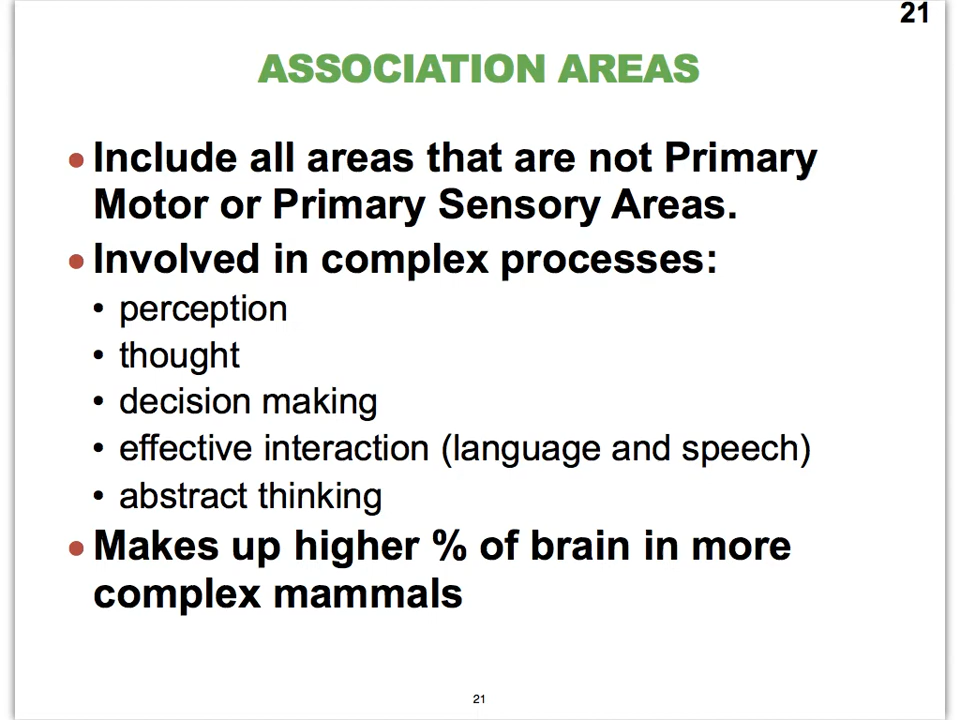 21
ASSOCIATION AREAS
• Include all areas that are not Primary
Motor or Primary Sensory Areas.
• Involved in complex processes:
• perception
• thought
• decision making
• effective interaction (language and speech)
• abstract thinking
• Makes up higher % of brain in more
complex mammals
21